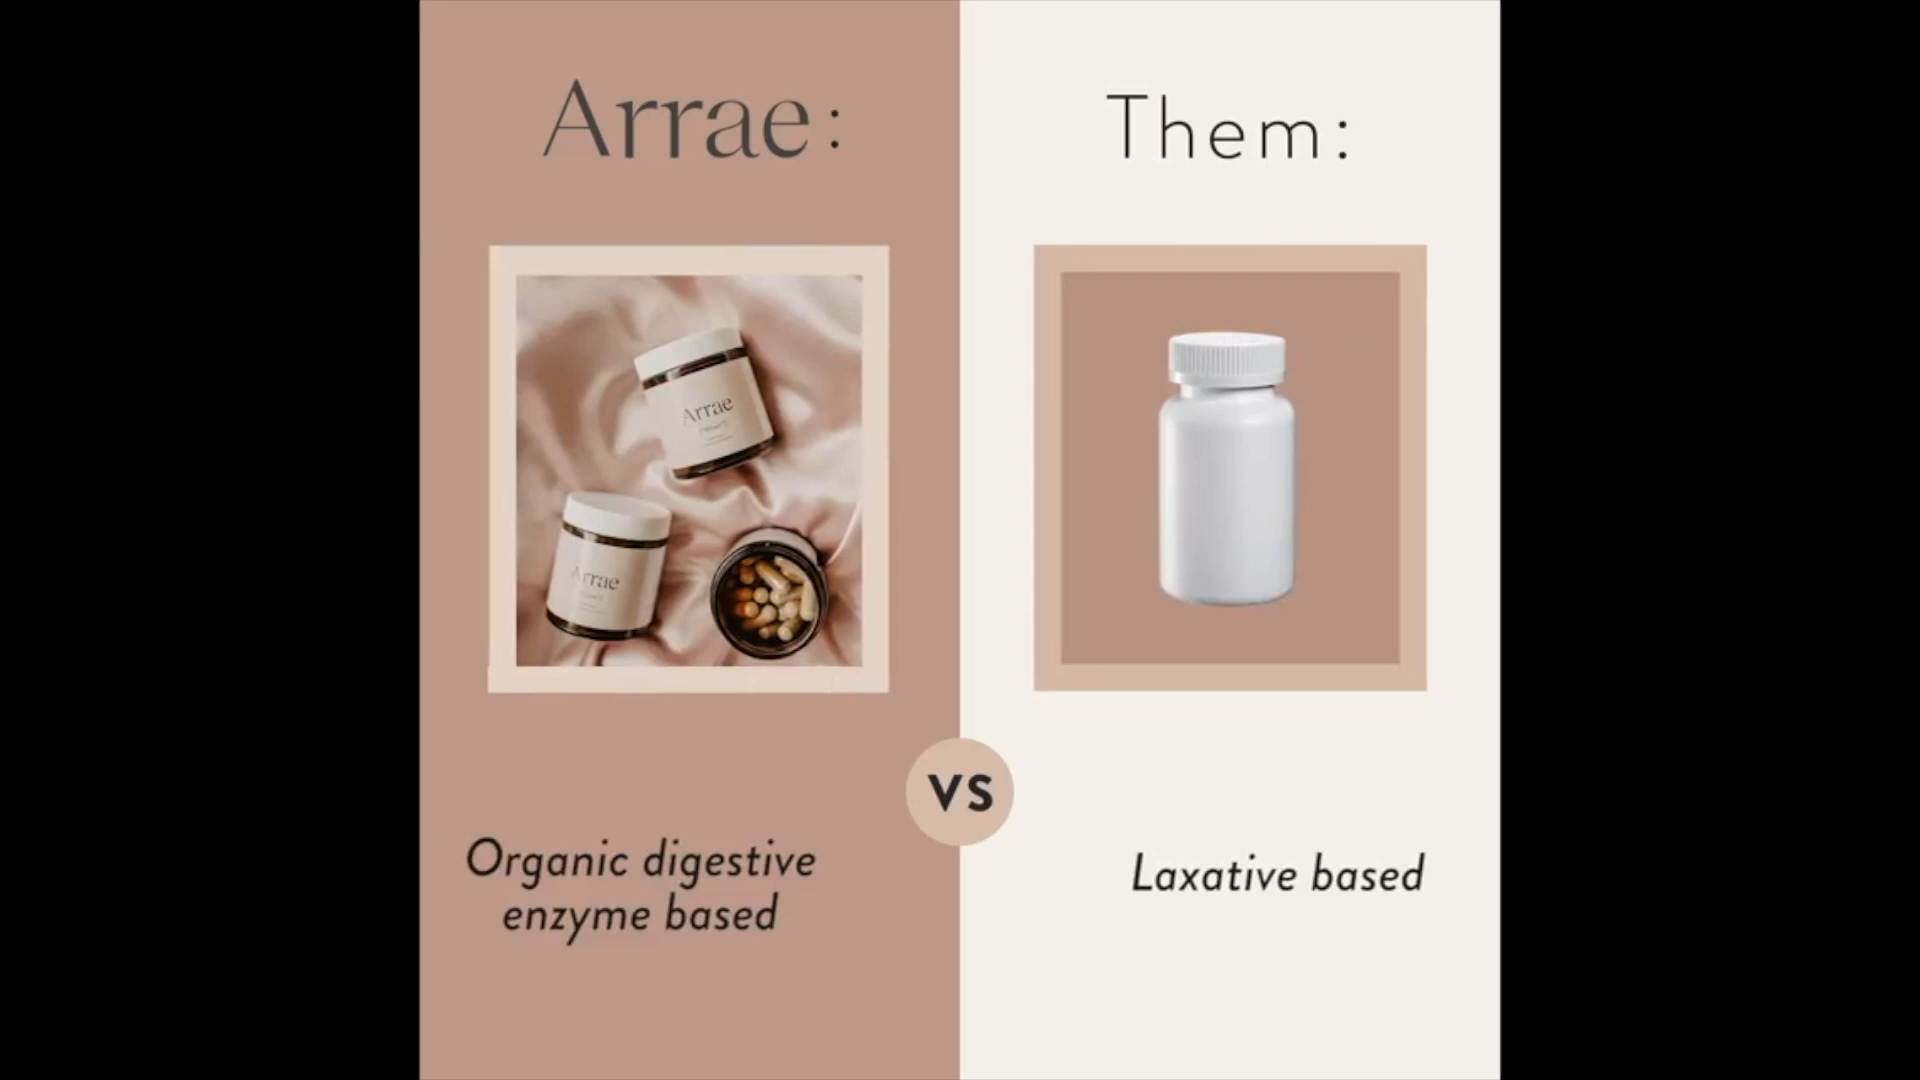 Arrae:
Them:
Arrae
Arrae
VS
Organic digestive
enzyme based
Laxative based